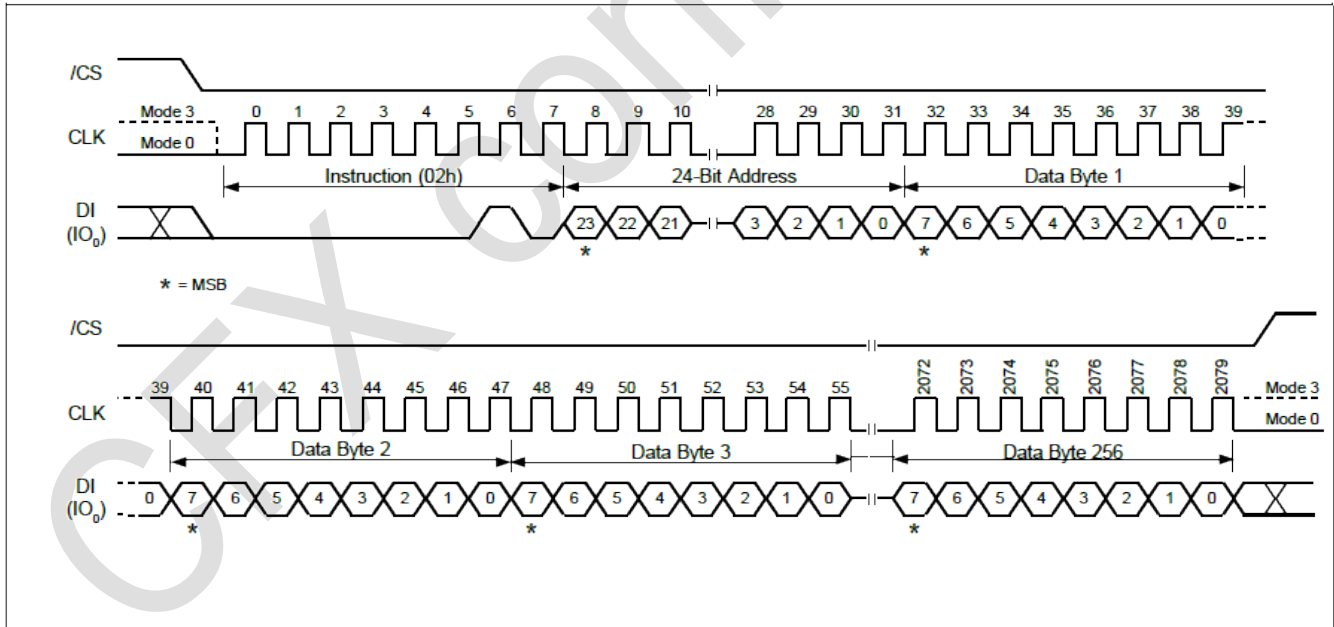 /CS
Mode 3 0 1 2 3 4 5 6 7 8 9 10 28 29 30 31 32 33 34 35 36 37 38 39
CLK Mode 0
Instruction (02h) 24-Bit Address Data Byte 1
DI
(IO0) 23 22 21 3 2 1 0 7 6 5 4 3 2 1 0
* *
* = MSB
/CS
39 40 41 42 43 44 45 46 47 48 49 50 51 52 53 54 55 2072 2073 2074 2075 2076 2077 2078 2079 Mode 3
CLK Mode 0
Data Byte 2 Data Byte 3 Data Byte 256
DI
(IO0) 0 7 6 5 4 3 2 1 0 7 6 5 4 3 2 1 0 7 6 5 4 3 2 1 0
* * *